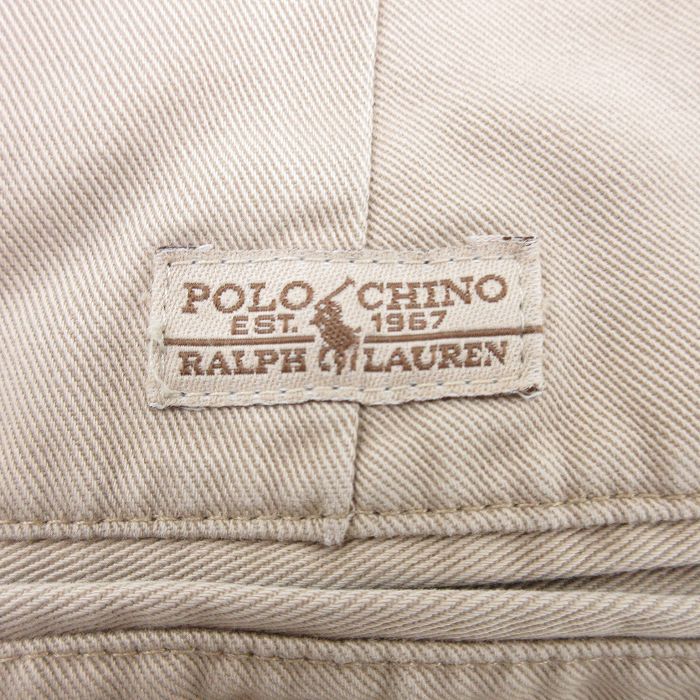 POLO CHINO
EST. 1967
RALPH LAUREN